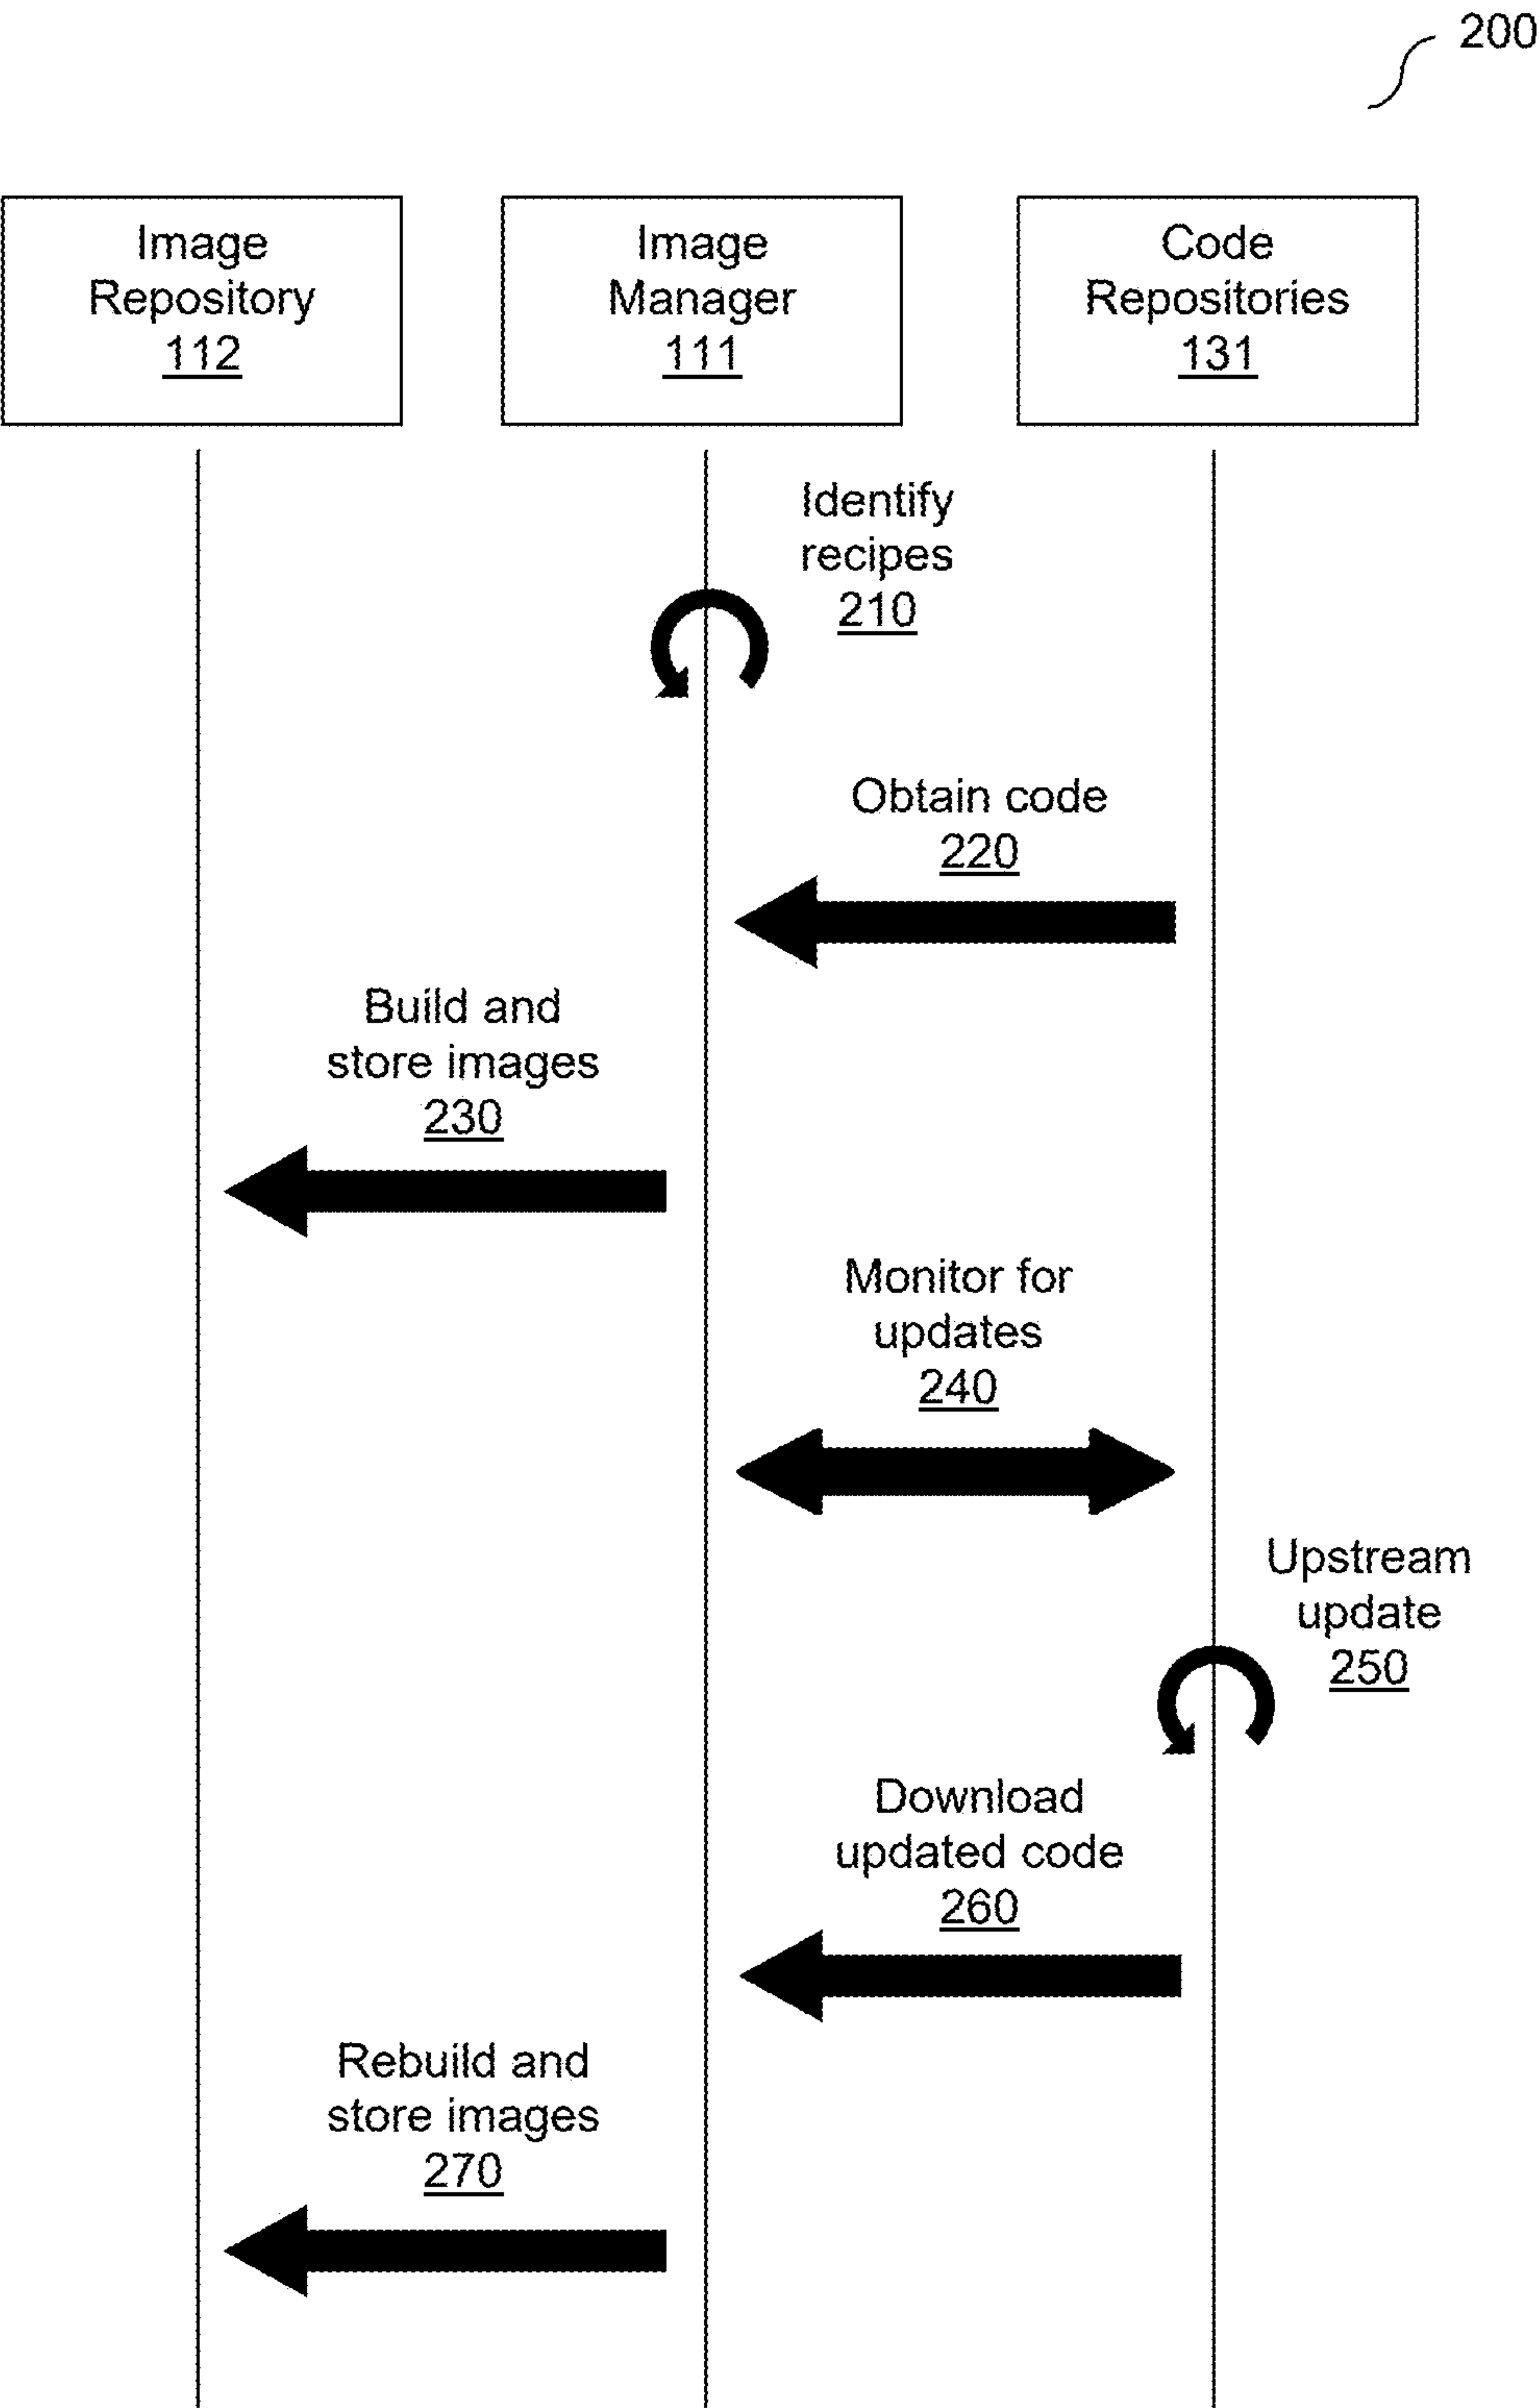 200
Image
Repository
112
Image
Manager
111
Code
Repositories
131
Identify
recipes
210
Obtain code
220
Build and
store images
230
Monitor for
updates
240
Upstream
update
250
Download
updated code
260
Rebuild and
store images
270